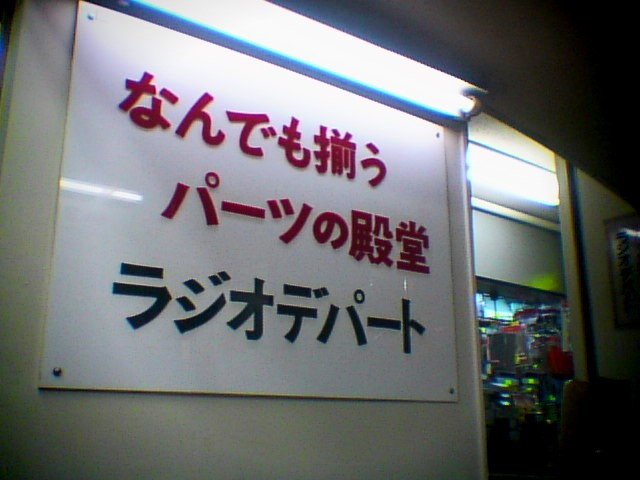 なんでも揃う
パーツの殿堂
ラジオデパート